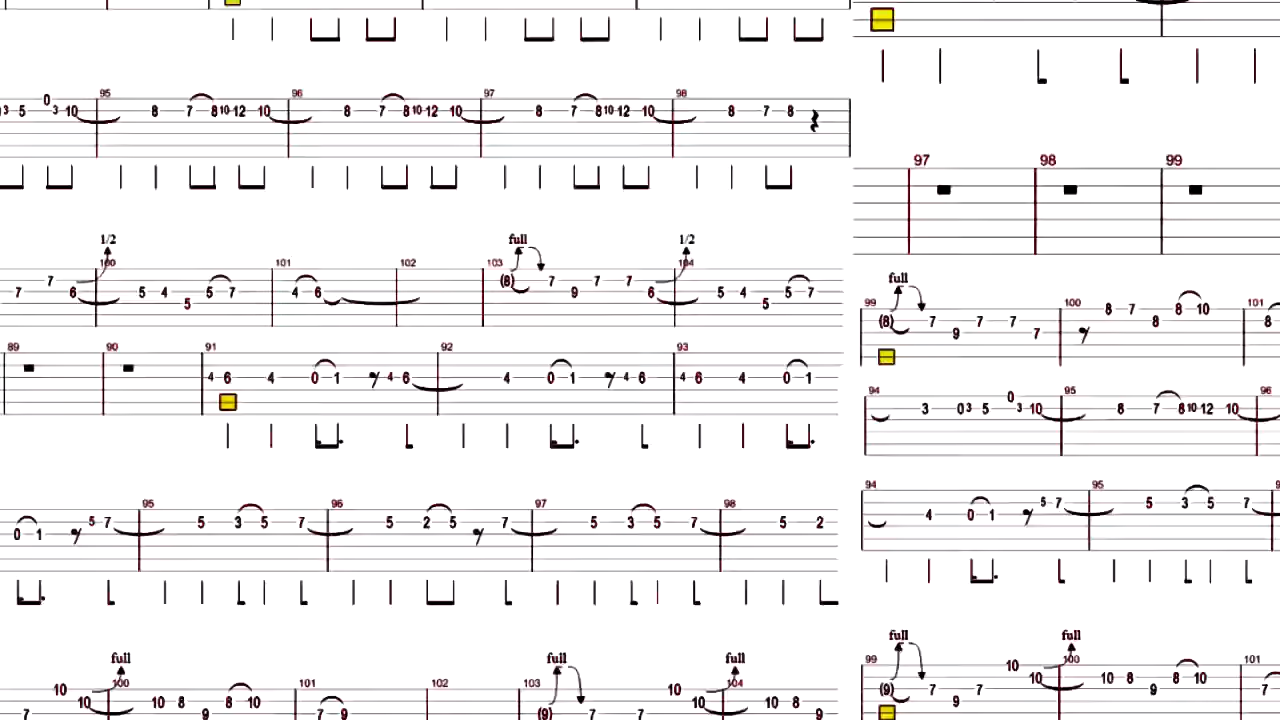 95 96 97 98
3 5 0 3 10 8 7 8 10 12 10 8 7 8 10 12 10 8 7 8 10 12 10 8 7 8
97 98 99
1/2 full 1/2
100 101 102 103 104
7 7 6 5 4 5 5 7 4 6 (8) 7 9 7 7 6 5 4 5 5 7
full
99 100 101
(8) 7 9 7 7 7 8 7 8 8 10 8
89 90 91 92 93
4 6 4 0 1 4 6 4 0 1 4 6 4 6 4 0 1
94 95 96
3 0 3 5 0 3 10 8 7 8 10 12 10
94 95
4 0 1 5 7 5 3 5 7
95 96 97 98
0 1 5 7 5 3 5 7 5 2 5 7 5 3 5 7 5 2
full full full
100 101 102 103 104
7 10 10 10 8 9 8 10 7 9 (9) 7 7 10 10 10 8 9
full full
99 100 101
(9) 7 9 7 10 10 10 8 9 8 10 7